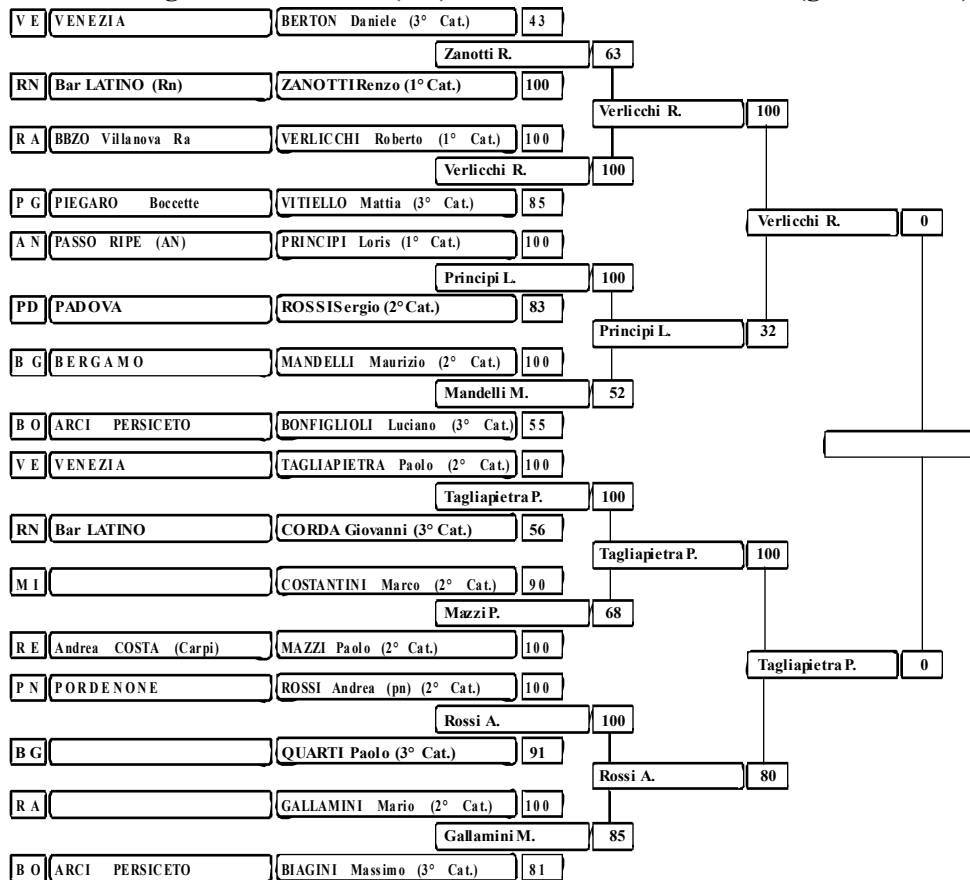 V E VENEZIA BERTON Daniele (3° Cat.) 43
Zanotti R. 63
RN Bar LATINO (Rn) ZANOTTI Renzo (1° Cat.) 100
Verlicchi R. 100
R A BBZO Villanova Ra VERLICCHI Roberto (1° Cat.) 100
Verlicchi R. 100
P G PIEGARO Boccette VITIELLO Mattia (3° Cat.) 85
Verlicchi R. 0
A N PASSO RIPE (AN) PRINCIPI Loris (1° Cat.) 100
Principi L. 100
PD PADOVA ROSSI Sergio (2° Cat.) 83
Principi L. 32
B G BERGAMO MANDELLI Maurizio (2° Cat.) 100
Mandelli M. 52
B O ARCI PERSICETO BONFIGLIOLI Luciano (3° Cat.) 55
V E VENEZIA TAGLIAPIETRA Paolo (2° Cat.) 100
Tagliapietra P. 100
RN Bar LATINO CORDA Giovanni (3° Cat.) 56
Tagliapietra P. 100
M I COSTANTINI Marco (2° Cat.) 90
Mazzi P. 68
R E Andrea COSTA (Carpi) MAZZI Paolo (2° Cat.) 100
Tagliapietra P. 0
P N PORDENONE ROSSI Andrea (pn) (2° Cat.) 100
Rossi A. 100
B G QUARTI Paolo (3° Cat.) 91
Rossi A. 80
R A GALLAMINI Mario (2° Cat.) 100
Gallamini M. 85
B O ARCI PERSICETO BIAGINI Massimo (3° Cat.) 81